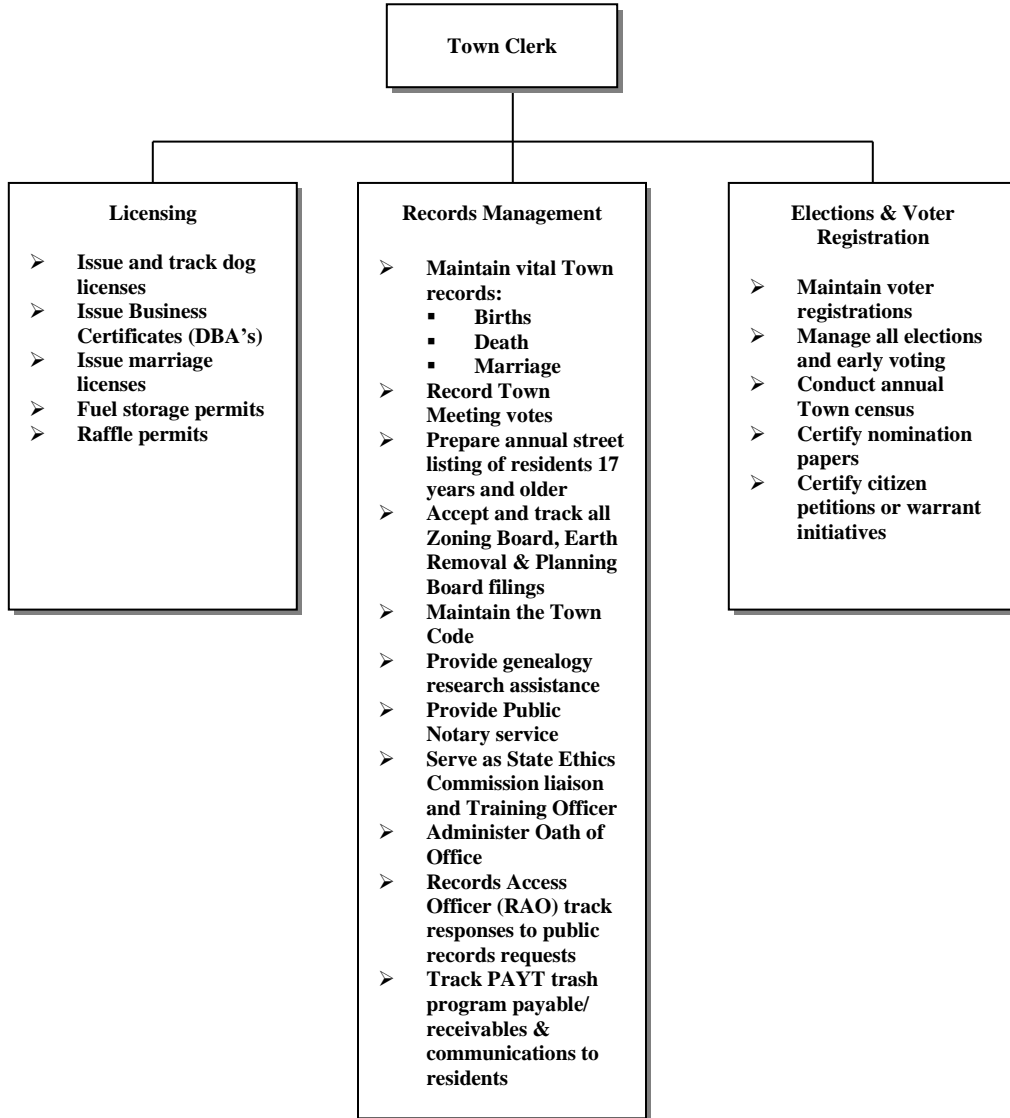 Town Clerk
Licensing
➢ Issue and track dog
licenses
➢ Issue Business
Certificates (DBA’s)
➢ Issue marriage
licenses
➢ Fuel storage permits
➢ Raffle permits
Records Management
➢ Maintain vital Town
records:
▪ Births
▪ Death
▪ Marriage
➢ Record Town
Meeting votes
➢ Prepare annual street
listing of residents 17
years and older
➢ Accept and track all
Zoning Board, Earth
Removal & Planning
Board filings
➢ Maintain the Town
Code
➢ Provide genealogy
research assistance
➢ Provide Public
Notary service
➢ Serve as State Ethics
Commission liaison
and Training Officer
➢ Administer Oath of
Office
➢ Records Access
Officer (RAO) track
responses to public
records requests
➢ Track PAYT trash
program payable/
receivables &
communications to
residents
Elections & Voter
Registration
➢ Maintain voter
registrations
➢ Manage all elections
and early voting
➢ Conduct annual
Town census
➢ Certify nomination
papers
➢ Certify citizen
petitions or warrant
initiatives